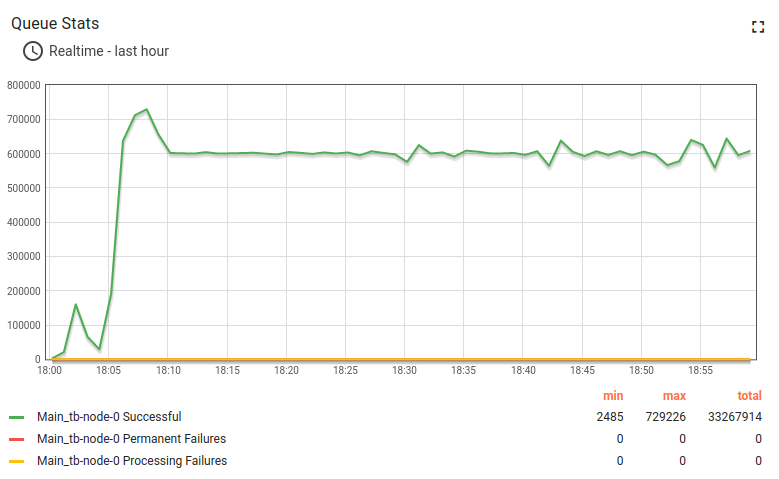 Queue Stats
Realtime - last hour
800000
700000
600000
500000
400000
300000
200000
100000
0
18:00 18:05 18:10 18:15 18:20 18:25 18:30 18:35 18:40 18:45 18:50 18:55
min max total
Main_tb-node-0 Successful 2485 729226 33267914
Main_tb-node-0 Permanent Failures 0 0 0
Main_tb-node-0 Processing Failures 0 0 0